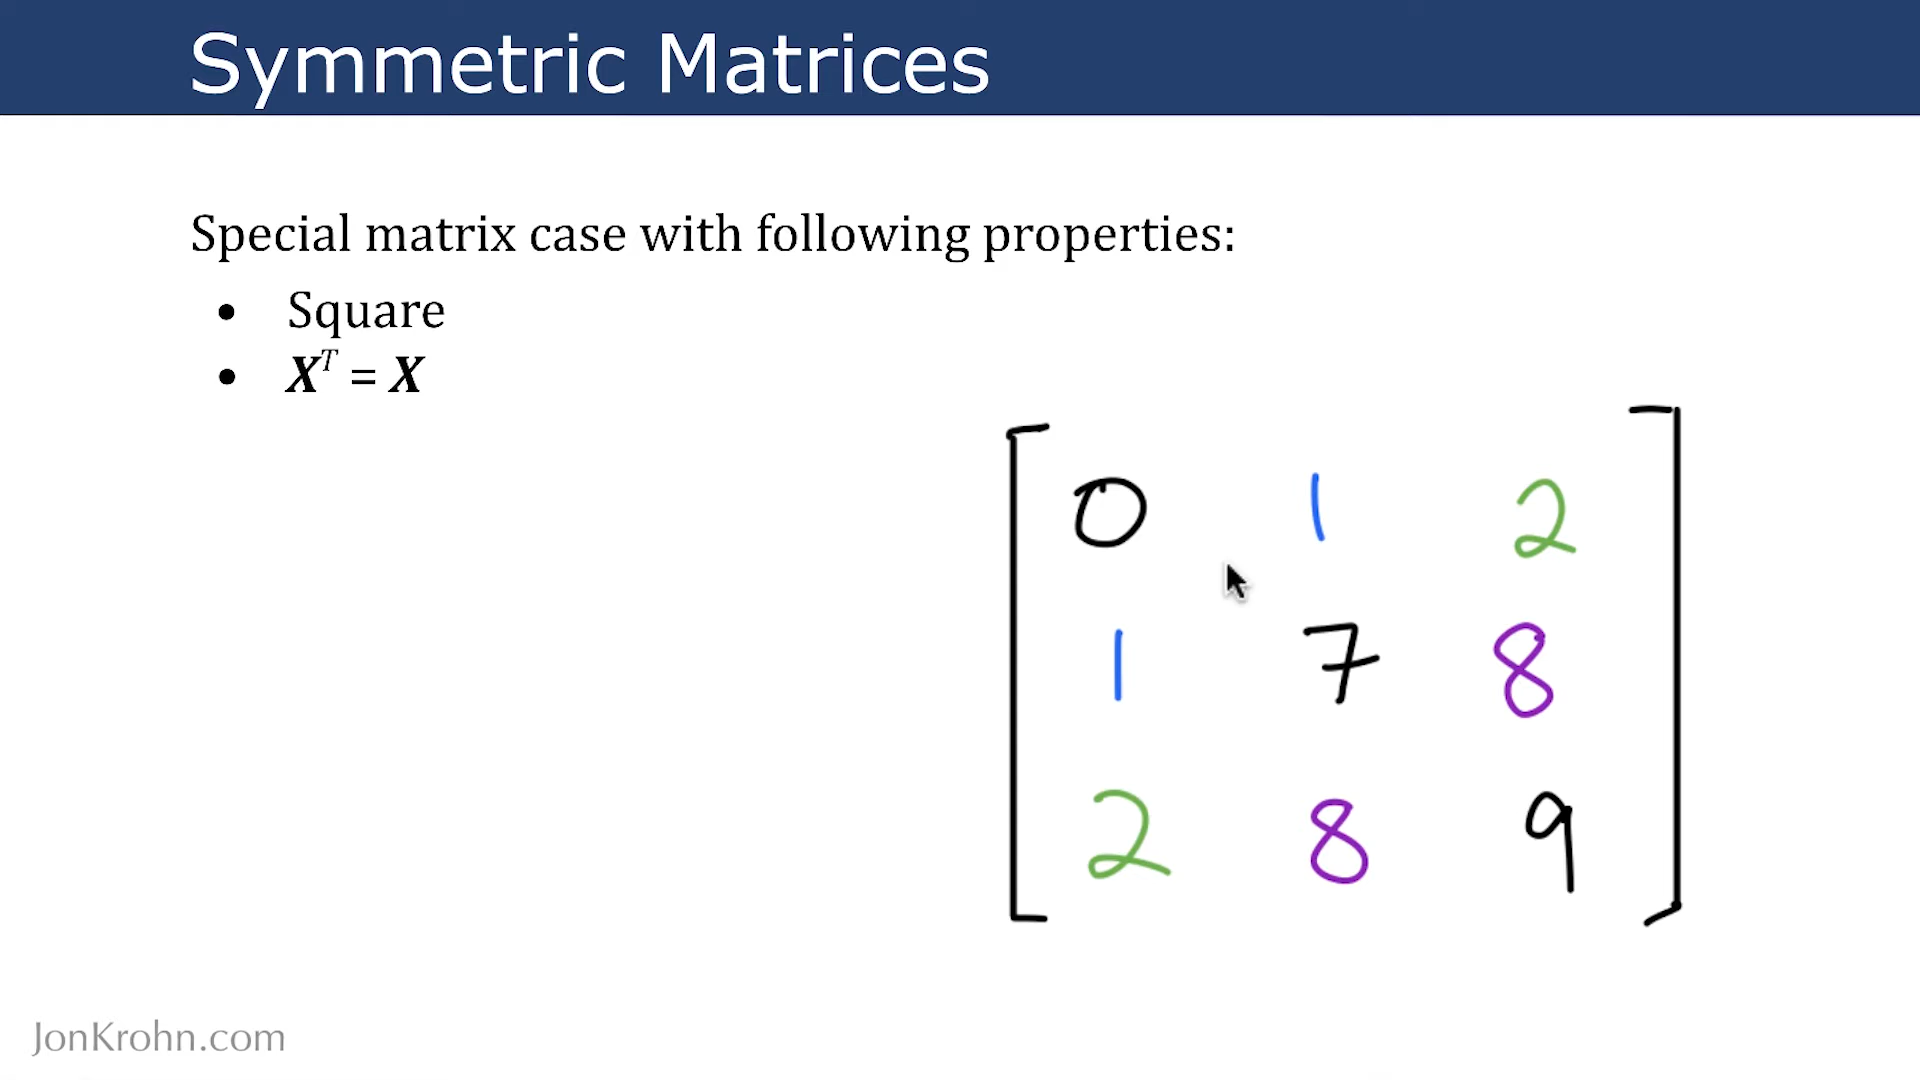 Symmetric Matrices
Special matrix case with following properties:
• Square
• Xᵀ = X
0 1 2
1 7 8
2 8 9
JonKrohn.com